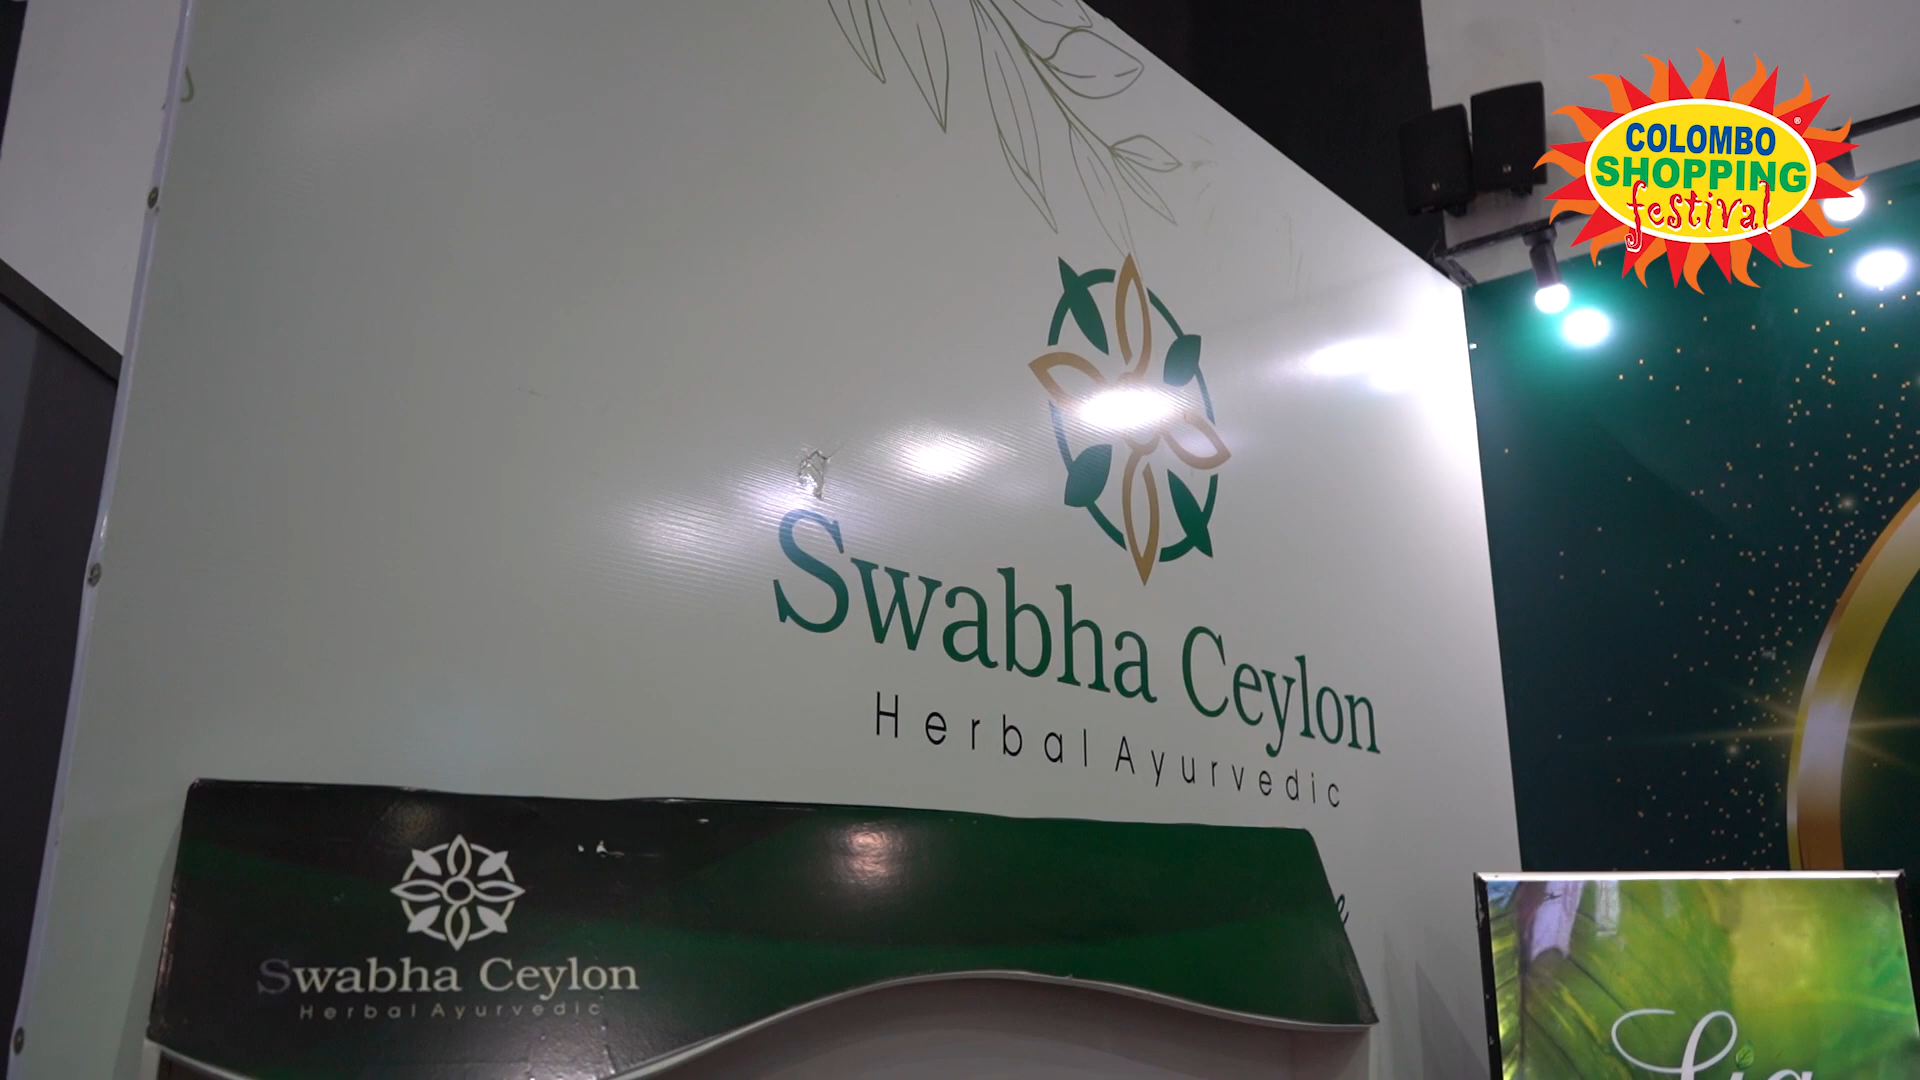 COLOMBO
SHOPPING
festival
Swabha Ceylon
Herbal Ayurvedic
Swabha Ceylon
Herbal Ayurvedic